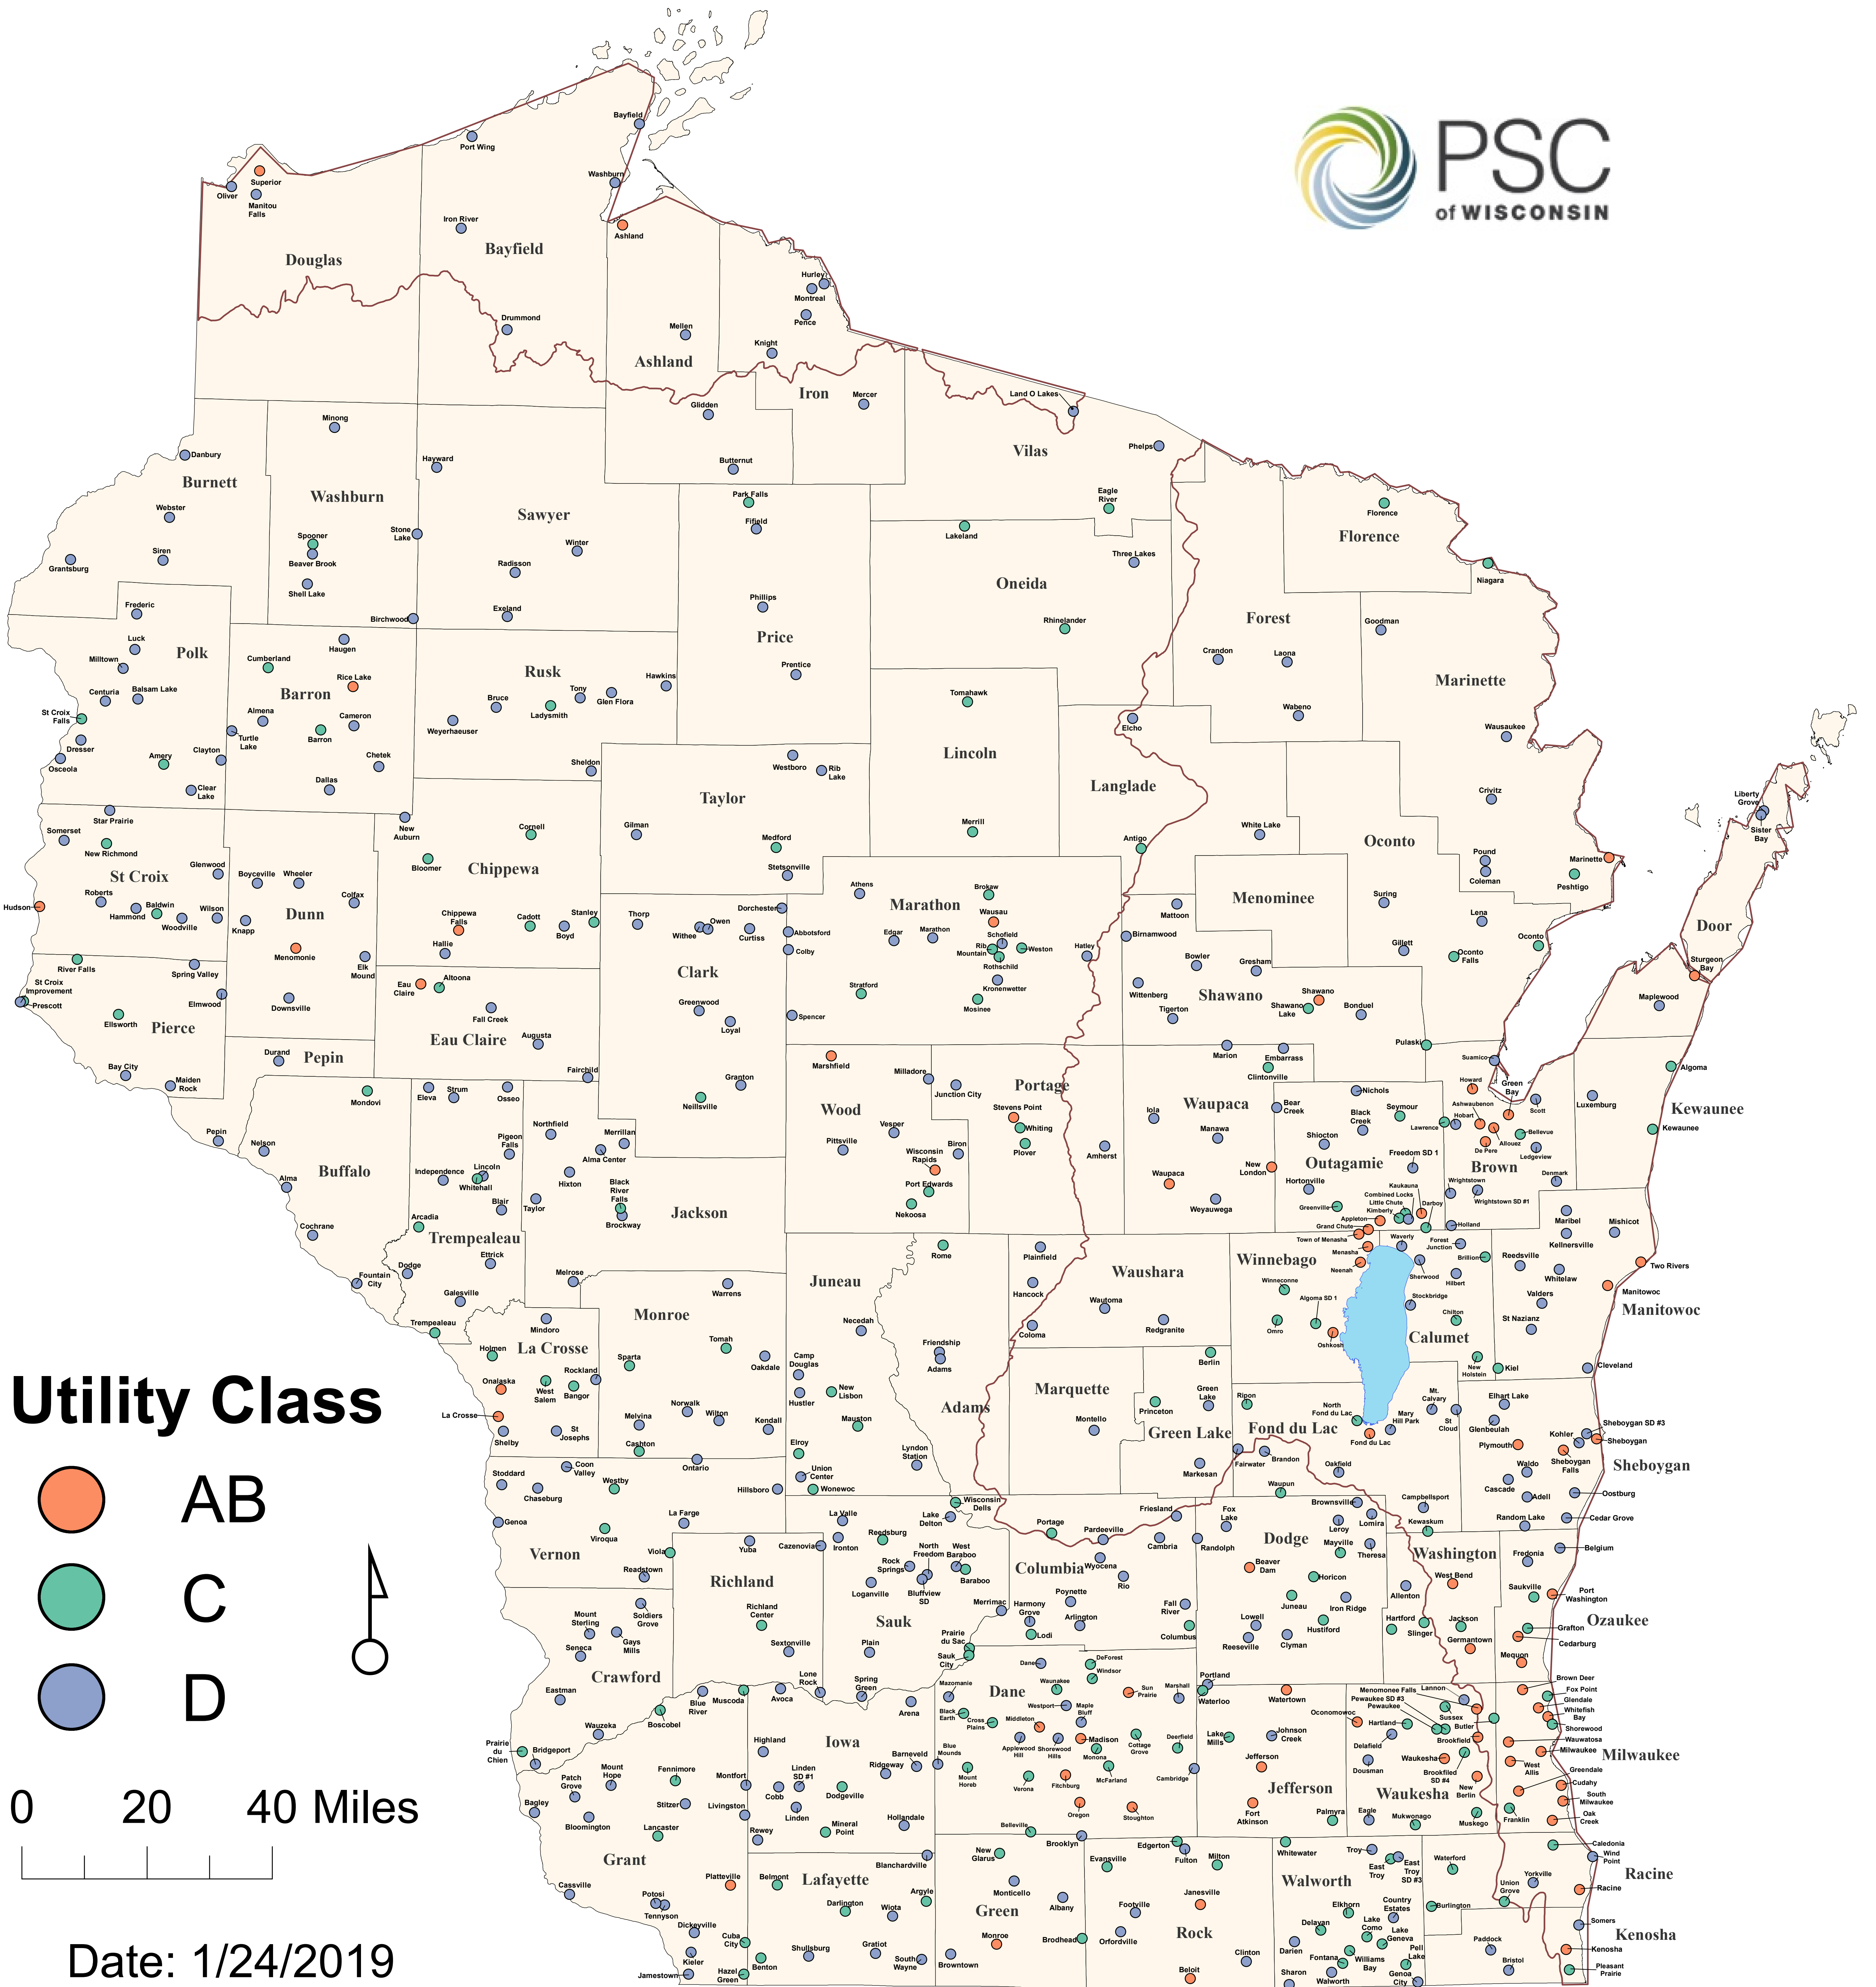 PSC
of WISCONSIN
Bayfield
Port Wing
Washburn
Superior
Oliver
Manitou
Falls
Ashland
Iron River
Bayfield
Douglas
Hurley
Montreal
Pence
Drummond
Mellen
Knight
Ashland
Iron
Mercer
Land O Lakes
Glidden
Minong
Phelps
Vilas
Danbury
Hayward
Butternut
Burnett
Washburn
Park Falls
Eagle
River
Webster
Sawyer
Fifield
Florence
Stone
Lake
Spooner
Lakeland
Florence
Siren
Winter
Three Lakes
Grantsburg
Beaver Brook
Radisson
Oneida
Niagara
Shell Lake
Frederic
Phillips
Exeland
Birchwood
Rhinelander
Forest
Goodman
Luck
Polk
Haugen
Price
Milltown
Cumberland
Crandon
Laona
Rusk
Prentice
Rice Lake
Hawkins
Marinette
Centuria
Balsam Lake
Barron
Bruce
Tony
Glen Flora
Tomahawk
St Croix
Falls
Almena
Cameron
Ladysmith
Wabeno
Weyerhaeuser
Elcho
Wausaukee
Dresser
Turtle
Lake
Barron
Clayton
Amery
Chetek
Osceola
Sheldon
Westboro
Rib
Lake
Lincoln
Clear
Lake
Dallas
Taylor
Langlade
Crivitz
Liberty
Grove
Star Prairie
New
Auburn
Cornell
Gilman
Merrill
White Lake
Sister
Bay
Somerset
Medford
Antigo
Oconto
New Richmond
Bloomer
Chippewa
Stetsonville
Pound
Coleman
Marinette
Peshtigo
St Croix
Glenwood
Boyceville
Wheeler
Athens
Brokaw
Menominee
Roberts
Colfax
Marathon
Suring
Hudson
Hammond
Baldwin
Woodville
Wilson
Dunn
Chippewa
Falls
Cadott
Stanley
Boyd
Thorp
Dorchester
Wausau
Mattoon
Lena
Door
Knapp
Withee
Owen
Curtiss
Abbotsford
Edgar
Marathon
Schofield
Birnamwood
Hallie
Colby
Rib
Mountain
Weston
Hatley
Gillett
Oconto
Oconto
Falls
Menomonie
Rothschild
River Falls
Spring Valley
Elk
Mound
Clark
Bowler
Gresham
Sturgeon
Bay
St Croix
Improvement
Prescott
Eau
Claire
Altoona
Kronenwetter
Wittenberg
Shawano
Shawano
Stratford
Mosinee
Elmwood
Downsville
Fall Creek
Greenwood
Shawano
Lake
Bonduel
Maplewood
Ellsworth
Pierce
Loyal
Spencer
Tigerton
Eau Claire
Augusta
Pulaski
Durand
Pepin
Marshfield
Marion
Embarrass
Suamico
Bay City
Maiden
Rock
Fairchild
Granton
Milladore
Junction City
Portage
Clintonville
Algoma
Mondovi
Eleva
Strum
Osseo
Neillsville
Wood
Stevens Point
Waupaca
Nichols
Howard
Green
Bay
Scott
Luxemburg
Kewaunee
Iola
Bear
Creek
Black
Creek
Seymour
Ashwaubenon
Hobart
Pepin
Northfield
Merrillan
Vesper
Whiting
Manawa
Lawrence
Allouez
Bellevue
Kewaunee
Nelson
Pigeon
Falls
Alma Center
Pittsville
Biron
Plover
Amherst
Shiocton
De Pere
Ledgeview
Buffalo
Independence
Lincoln
Whitehall
Hixton
Wisconsin
Rapids
Waupaca
New
London
Outagamie
Freedom SD 1
Brown
Denmark
Alma
Blair
Taylor
Black
River
Falls
Port Edwards
Hortonville
Kaukauna
Wrightstown
Wrightstown SD #1
Arcadia
Brockway
Jackson
Nekoosa
Weyauwega
Greenville
Combined Locks
Little Chute
Kimberly
Darboy
Appleton
Grand Chute
Holland
Maribel
Mishicot
Cochrane
Trempealeau
Rome
Plainfield
Winnebago
Town of Menasha
Menasha
Neenah
Waverly
Forest
Junction
Brillion
Reedsville
Kellnersville
Two Rivers
Ettrick
Dodge
Juneau
Waushara
Sherwood
Hilbert
Whitelaw
Fountain
City
Melrose
Warrens
Hancock
Winneconne
Manitowoc
Galesville
Monroe
Wautoma
Redgranite
Algoma SD 1
Omro
Oshkosh
Stockbridge
Chilton
Valders
Manitowoc
St Nazianz
Trempealeau
Mindoro
Necedah
Coloma
Calumet
Holmen
La Crosse
Tomah
Sparta
Oakdale
Friendship
Adams
Berlin
New
Holstein
Kiel
Cleveland
Rockland
Camp
Douglas
Marquette
Green
Lake
Ripon
Mt.
Calvary
Elhart Lake
Onalaska
West
Salem
Bangor
Hustler
New
Lisbon
Adams
Princeton
North
Fond du Lac
Mary
Hill Park
St
Cloud
Glenbeulah
Sheboygan SD #3
La Crosse
Shelby
St
Josephs
Melvina
Norwalk
Wilton
Kendall
Mauston
Montello
Green Lake
Fond du Lac
Fond du Lac
Plymouth
Kohler
Sheboygan
Cashton
Elroy
Lyndon
Station
Sheboygan
Falls
Sheboygan
Coon
Valley
Ontario
Union
Center
Markesan
Fairwater
Brandon
Oakfield
Waldo
Stoddard
Chaseburg
Westby
Hillsboro
Wonewoc
Waupun
Cascade
Adell
Oostburg
Wisconsin
Dells
Friesland
Fox
Lake
Brownsville
Campbellsport
Genoa
La Farge
La Valle
Lake
Delton
Portage
Pardeeville
Dodge
Leroy
Lomira
Kewaskum
Random Lake
Cedar Grove
Viroqua
Vernon
Viola
Yuba
Cazenovia
Ironton
Reedsburg
Cambria
Randolph
Mayville
Theresa
Washington
Fredonia
Belgium
Readstown
Richland
Rock
Springs
North
Freedom
West
Baraboo
Baraboo
Columbia
Wyocena
Rio
Beaver
Dam
Horicon
West Bend
Allenton
Loganville
Bluffview
SD
Saukville
Port
Washington
Mount
Sterling
Soldiers
Grove
Richland
Center
Sauk
Merrimac
Harmony
Grove
Poynette
Fall
River
Juneau
Iron Ridge
Ozaukee
Seneca
Gays
Mills
Sextonville
Plain
Prairie
du Sac
Lodi
Arlington
Columbus
Lowell
Reeseville
Clyman
Hustiford
Hartford
Slinger
Jackson
Grafton
Germantown
Cedarburg
Crawford
Sauk
City
Dane
DeForest
Mequon
Eastman
Blue
River
Muscoda
Avoca
Lone
Rock
Spring
Green
Mazomanie
Dane
Waunakee
Windsor
Sun
Prairie
Marshall
Portland
Waterloo
Watertown
Menomonee Falls
Lannon
Brown Deer
Fox Point
Arena
Westport
Maple
Bluff
Pewaukee SD #3
Pewaukee
Glendale
Wauzeka
Boscobel
Black
Earth
Cross
Plains
Middleton
Oconomowoc
Sussex
Whitefish
Bay
Prairie
du
Chien
Bridgeport
Highland
Iowa
Applewood
Hill
Shorewood
Hills
Madison
Monona
Cottage
Grove
Deerfield
Lake
Mills
Johnson
Creek
Hartland
Delafield
Butler
Brookfield
Shorewood
Wauwatosa
Milwaukee
Milwaukee
Barneveld
Blue
Mounds
Jefferson
Waukesha
West
Allis
Patch
Grove
Mount
Hope
Fennimore
Montfort
Linden
SD #1
Ridgeway
Mount
Horeb
Verona
Fitchburg
McFarland
Cambridge
Dousman
Brookfiled
SD #4
Greendale
Bagley
Stitzer
Livingston
Cobb
Dodgeville
Jefferson
Waukesha
New
Berlin
Cudahy
South
Milwaukee
Bloomington
Linden
Hollandale
Oregon
Stoughton
Fort
Atkinson
Palmyra
Eagle
Mukwonago
Muskego
Franklin
Oak
Creek
Lancaster
Rewey
Mineral
Point
Belleville
Brooklyn
Edgerton
Whitewater
Caledonia
Grant
Blanchardville
New
Glarus
Evansville
Fulton
Milton
Troy
East
Troy
East
Troy
SD #3
Waterford
Wind
Point
Cassville
Platteville
Belmont
Lafayette
Argyle
Monticello
Walworth
Yorkville
Union
Grove
Racine
Racine
Potosi
Tennyson
Darlington
Wiota
Green
Albany
Footville
Janesville
Elkhorn
Country
Estates
Burlington
Dickeyville
Cuba
City
Shullsburg
Gratiot
South
Wayne
Browntown
Monroe
Brodhead
Orfordville
Rock
Delavan
Lake
Como
Lake
Geneva
Somers
Kenosha
Kieler
Darien
Paddock
Kenosha
Jamestown
Hazel
Green
Benton
Beloit
Clinton
Sharon
Fontana
Walworth
Williams
Bay
Pell
Lake
Genoa
City
Bristol
Pleasant
Prairie
Utility Class
AB
C
D
0 20 40 Miles
Date: 1/24/2019